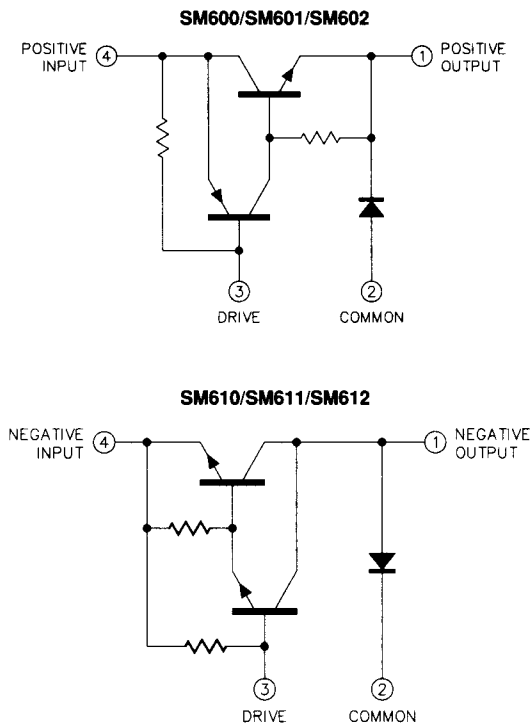 SM600/SM601/SM602
POSITIVE
INPUT
4
1
POSITIVE
OUTPUT
3
DRIVE
2
COMMON
SM610/SM611/SM612
NEGATIVE
INPUT
4
1
NEGATIVE
OUTPUT
3
DRIVE
2
COMMON